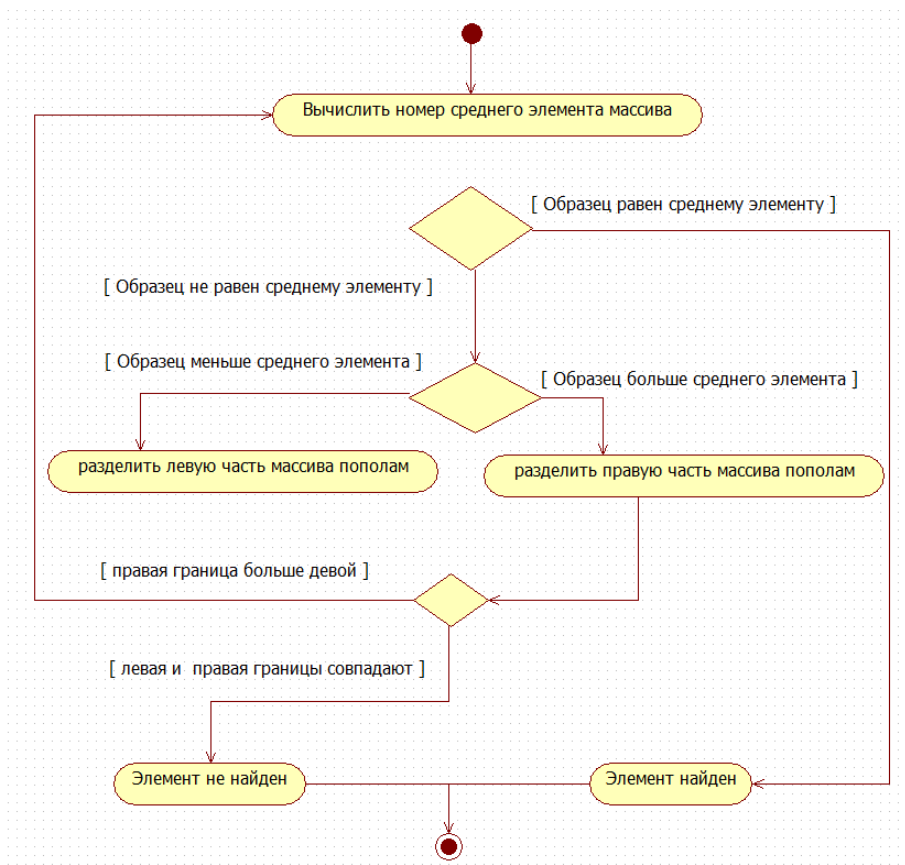 Вычислить номер среднего элемента массива
[ Образец равен среднему элементу ]
[ Образец не равен среднему элементу ]
[ Образец меньше среднего элемента ]
[ Образец больше среднего элемента ]
разделить левую часть массива пополам
разделить правую часть массива пополам
[ правая граница больше девой ]
[ левая и  правая границы совпадают ]
Элемент не найден
Элемент найден